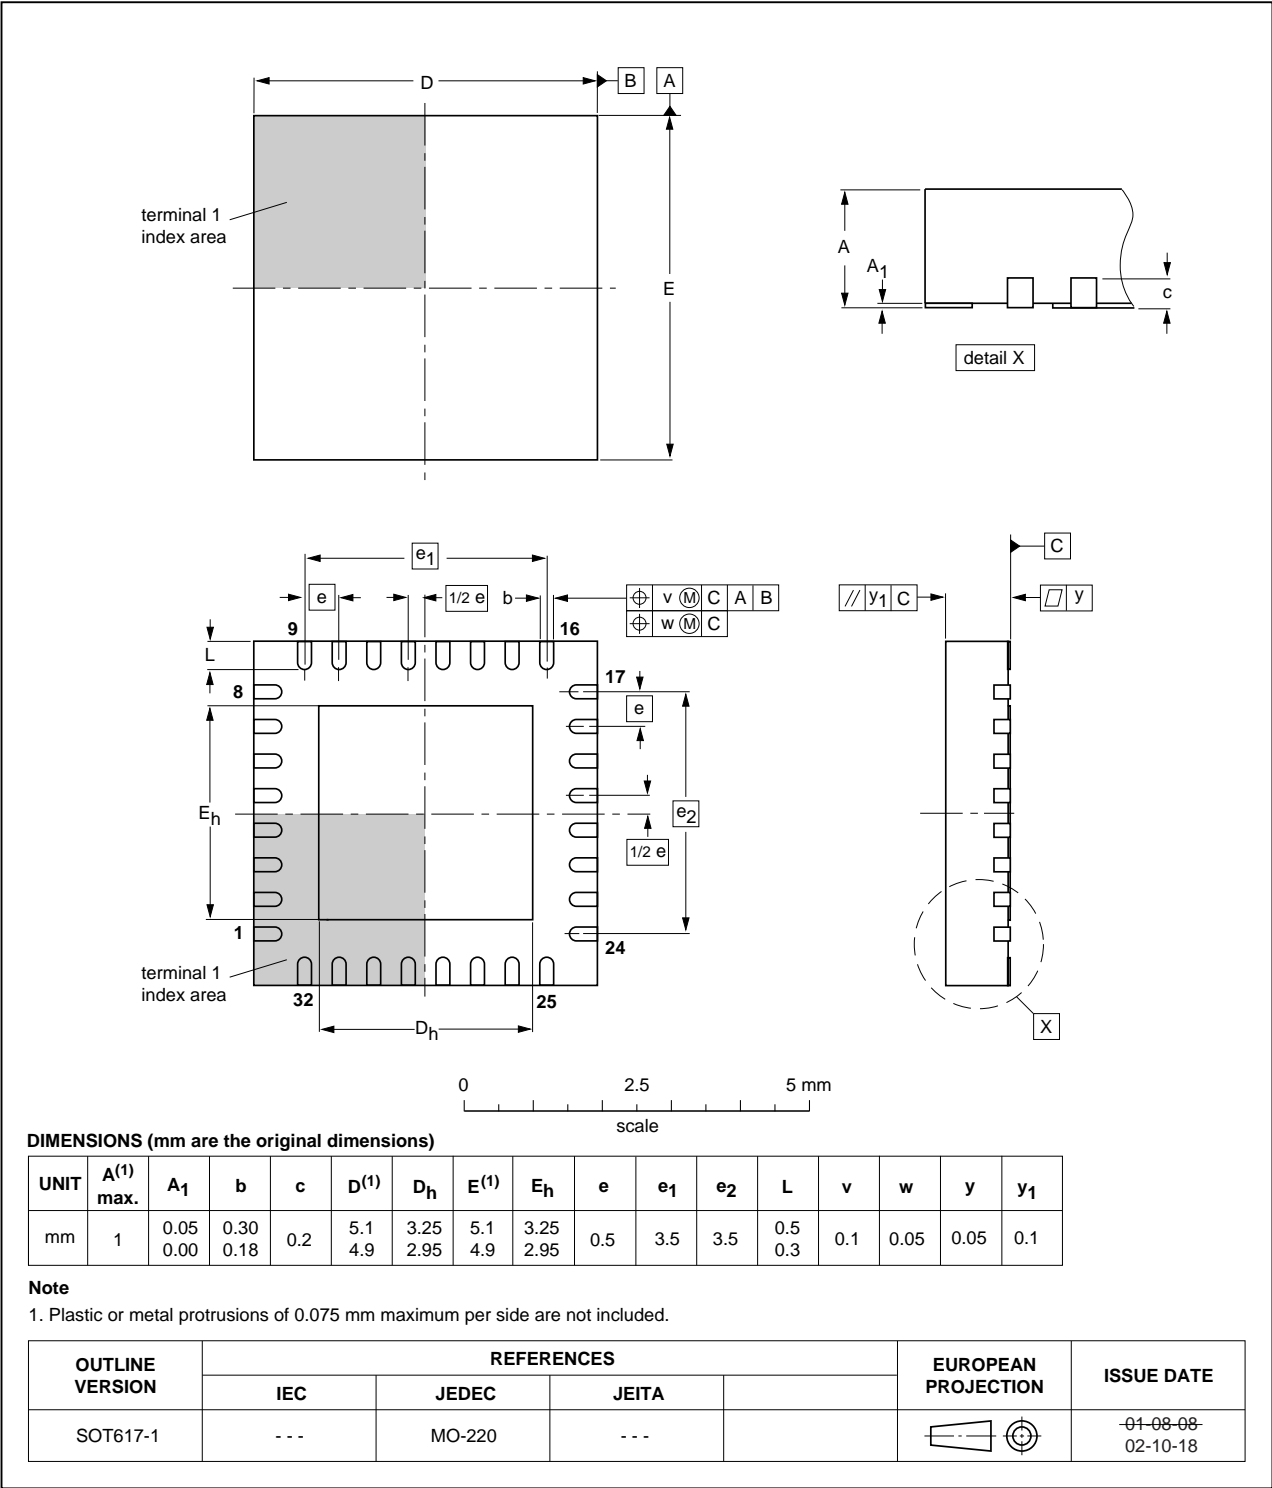 D B A
terminal 1
index area
E
A
A1
c
detail X
e1
e 1/2 e b
v M C A B
w M C
9 16
L
8 17
e
Eh
e2
1/2 e
1 24
terminal 1
index area
32 25
Dh
C
// y1 C
y
X
0 2.5 5 mm
scale
DIMENSIONS (mm are the original dimensions)
UNIT A(1) max. A1 b c D(1) Dh E(1) Eh e e1 e2 L v w y y1
mm 1 0.05 0.00 0.30 0.18 0.2 5.1 4.9 3.25 2.95 5.1 4.9 3.25 2.95 0.5 3.5 3.5 0.5 0.3 0.1 0.05 0.05 0.1
Note
1. Plastic or metal protrusions of 0.075 mm maximum per side are not included.
OUTLINE VERSION REFERENCES EUROPEAN PROJECTION ISSUE DATE
IEC JEDEC JEITA
SOT617-1 - - - MO-220 - - - 01-08-08
02-10-18